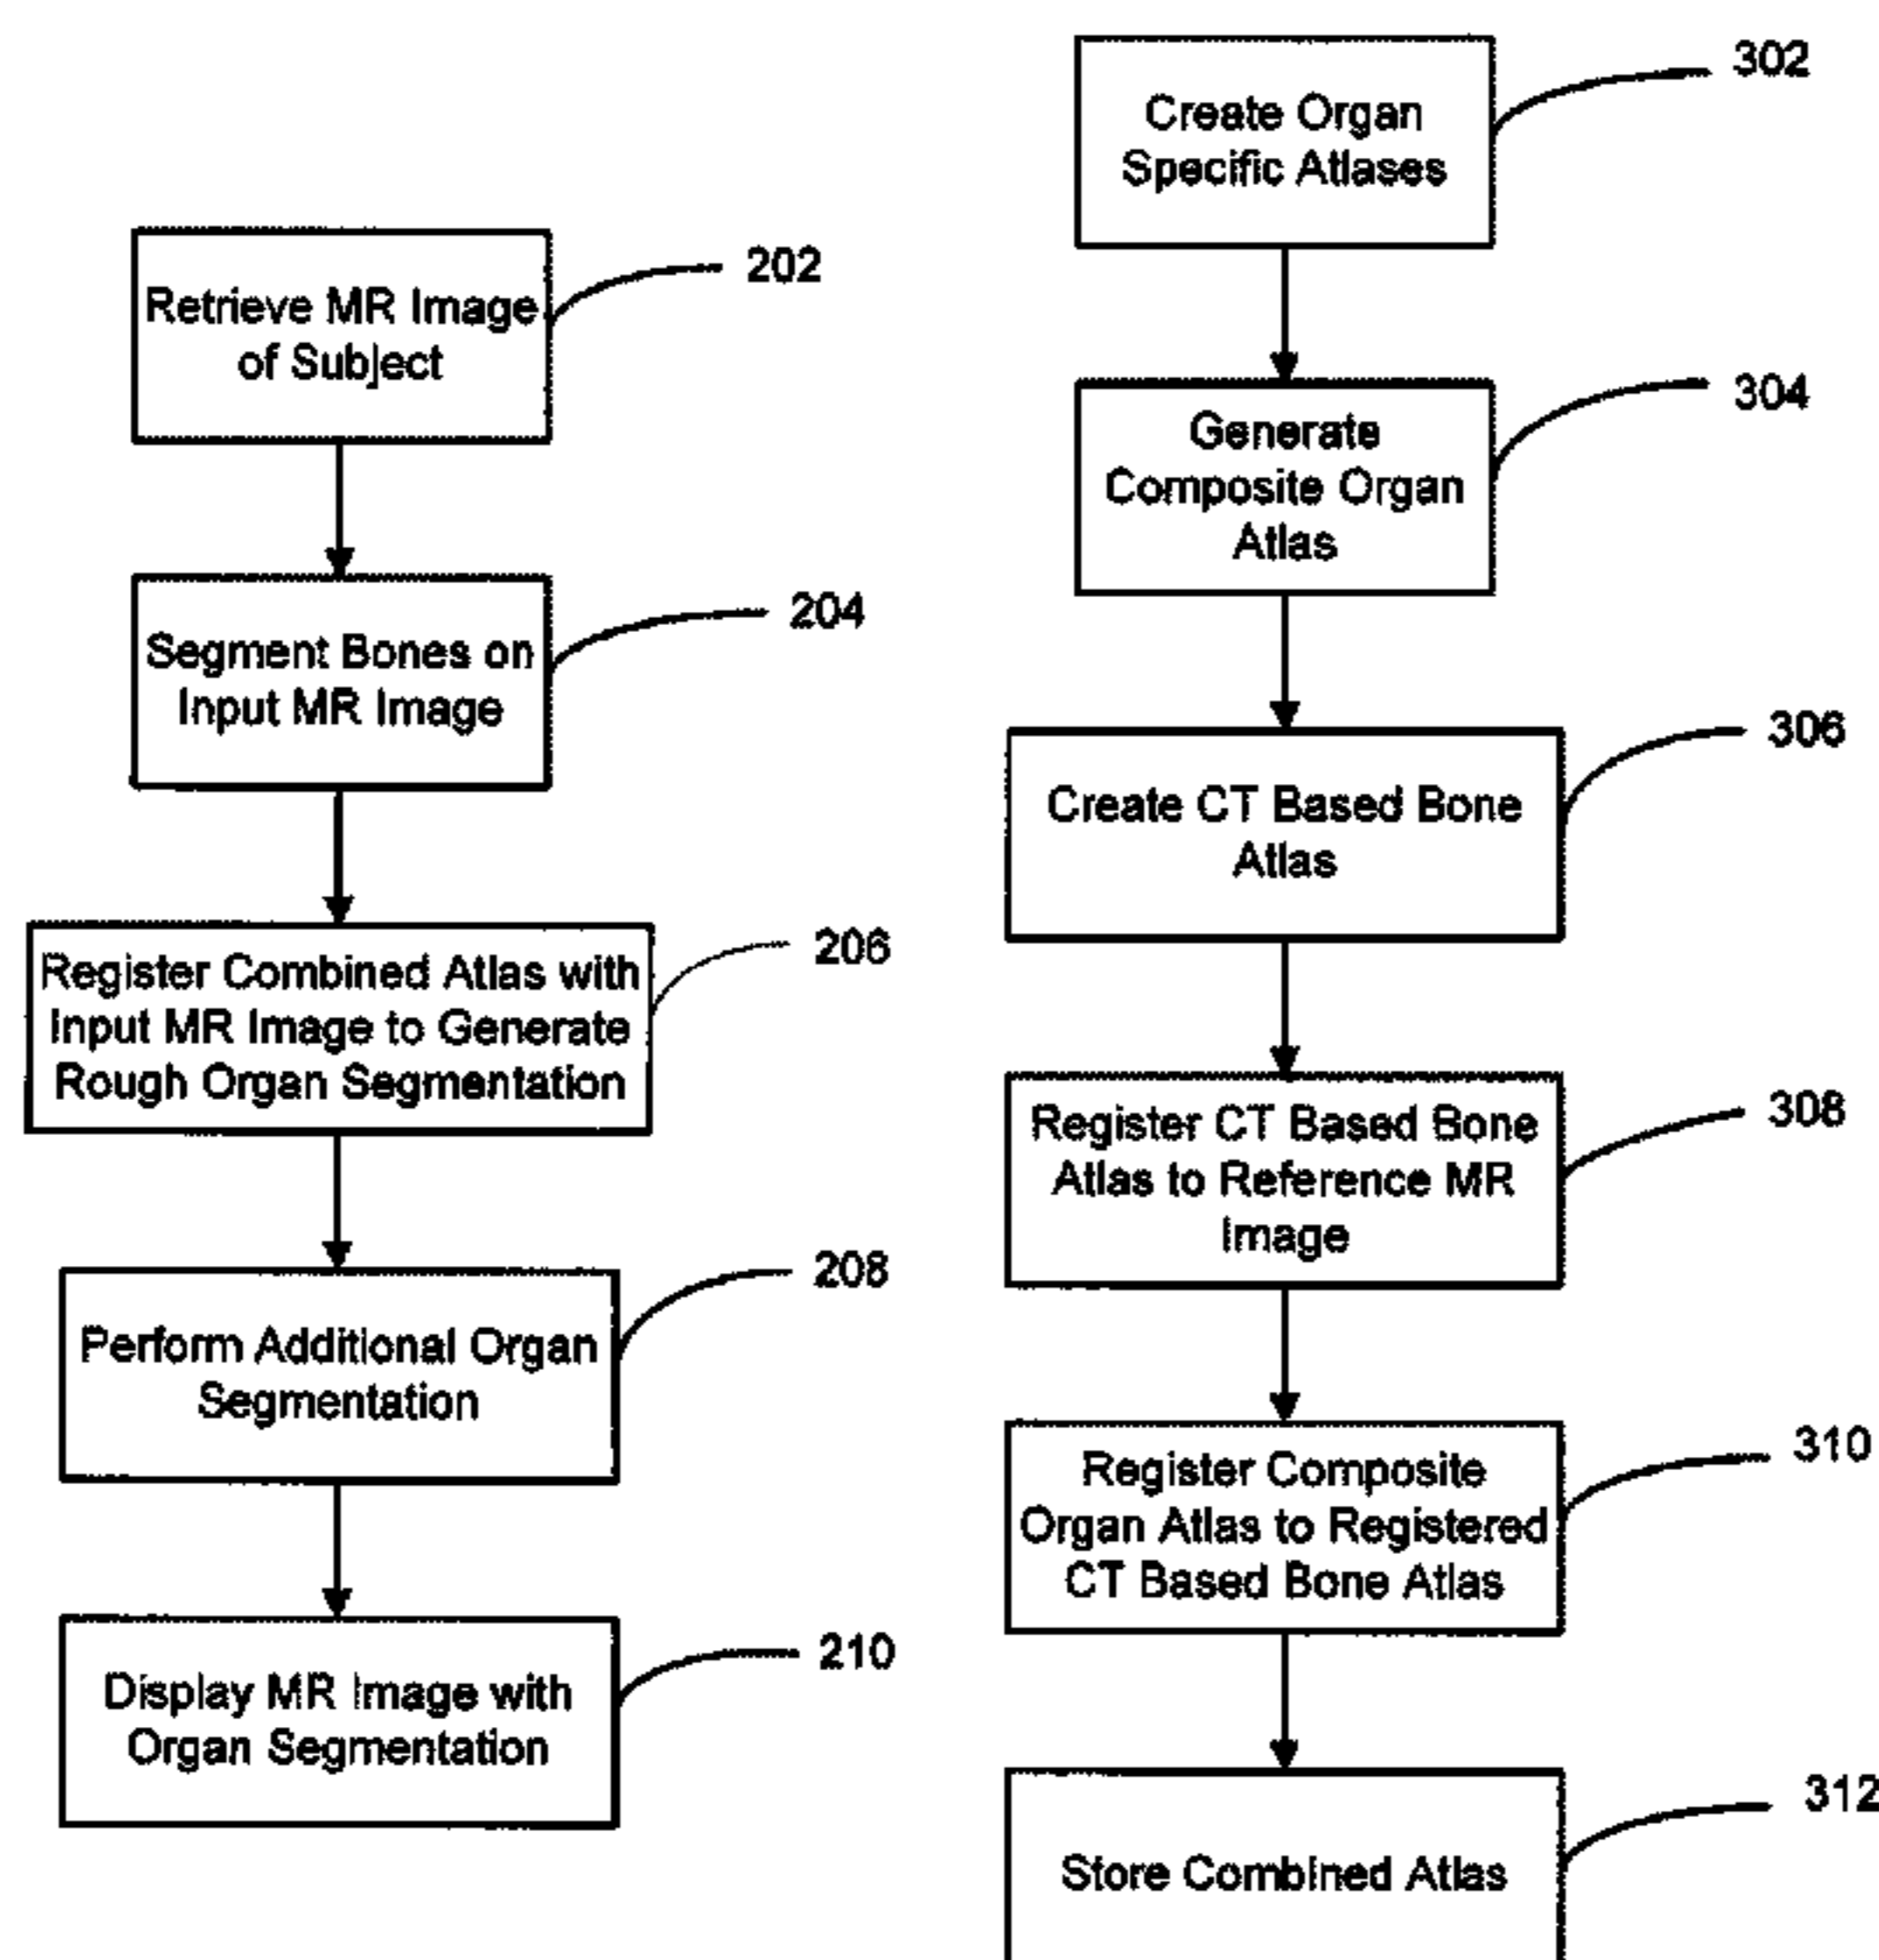 Retrieve MR Image
of Subject
202
Segment Bones on
Input MR Image
204
Register Combined Atlas with
Input MR Image to Generate
Rough Organ Segmentation
206
Perform Additional Organ
Segmentation
208
Display MR Image with
Organ Segmentation
210
Create Organ
Specific Atlases
302
Generate
Composite Organ
Atlas
304
Create CT Based Bone
Atlas
306
Register CT Based Bone
Atlas to Reference MR
Image
308
Register Composite
Organ Atlas to Registered
CT Based Bone Atlas
310
Store Combined Atlas
312